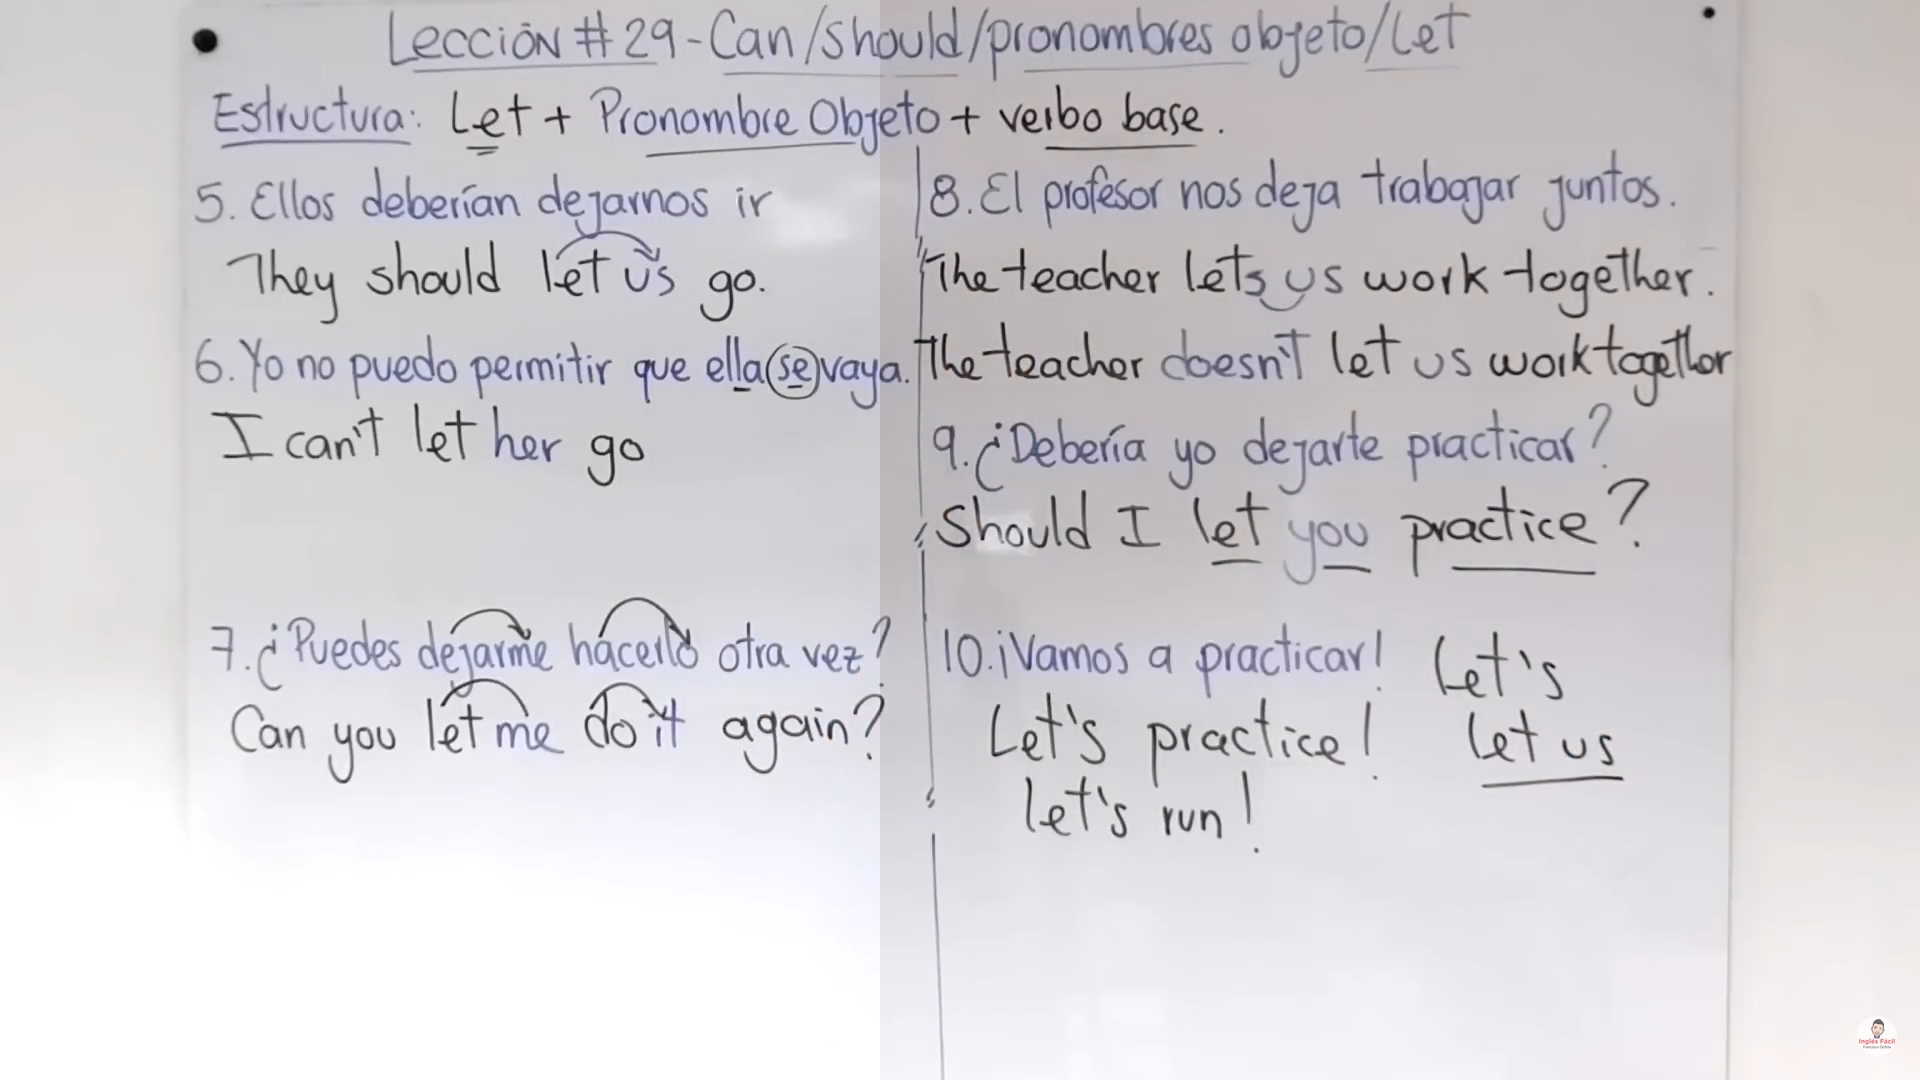 Lección # 29 - Can/should/pronombres objeto/Let
Estructura: Let + Pronombre Objeto + verbo base.
5. Ellos deberían dejarnos ir
They should let us go.
6. Yo no puedo permitir que ella se vaya.
I can't let her go
7. ¿Puedes dejarme hacerlo otra vez?
Can you let me do it again?
8. El profesor nos deja trabajar juntos.
The teacher lets us work together.
The teacher doesn't let us work together
9. ¿Debería yo dejarte practicar?
Should I let you practice?
10. ¡Vamos a practicar! Let's
Let's practice! let us
let's run!
Inglés Fácil